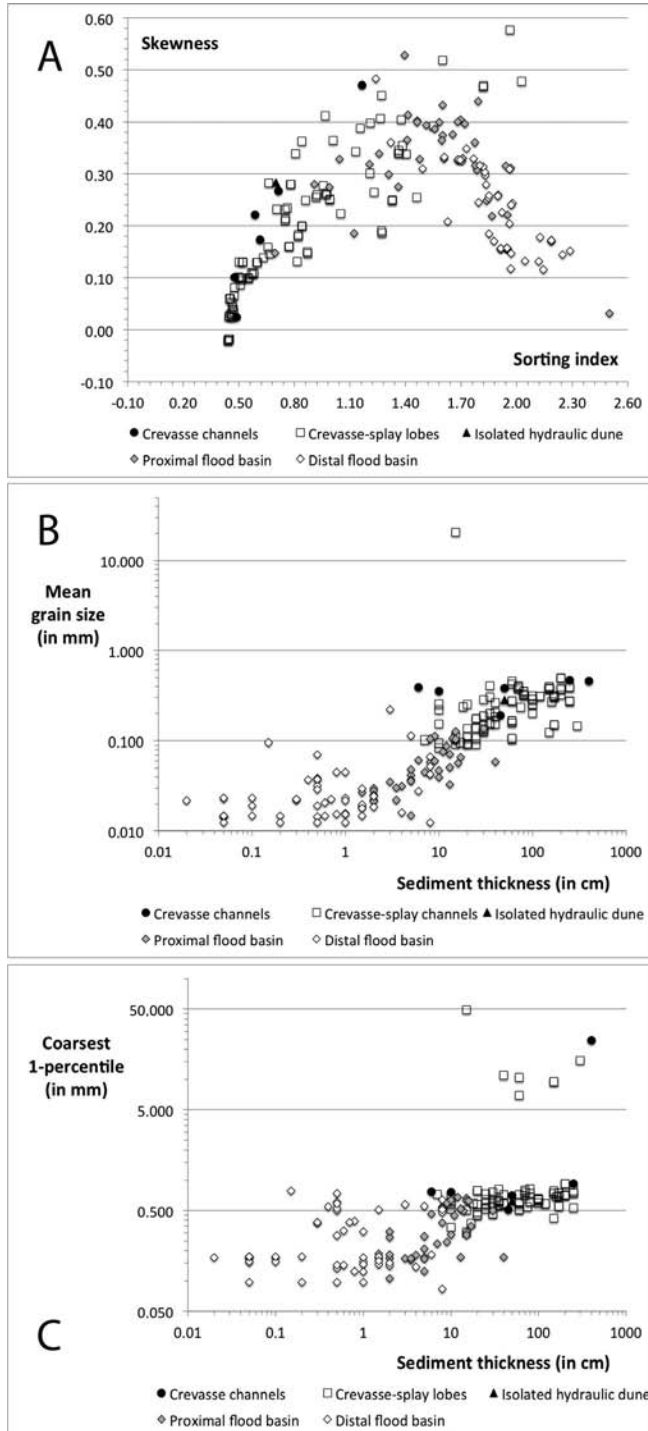 0.60
A
Skewness
0.50
0.40
0.30
0.20
0.10
0.00
Sorting index
-0.10
-0.10 0.20 0.50 0.80 1.10 1.40 1.70 2.00 2.30 2.60
Crevasse channels Crevasse-splay lobes Isolated hydraulic dune
Proximal flood basin Distal flood basin
B
10.000
Mean
grain size
(in mm)
1.000
0.100
0.010
0.01 0.1 1 10 100 1000
Sediment thickness (in cm)
Crevasse channels Crevasse-splay channels Isolated hydraulic dune
Proximal flood basin Distal flood basin
50.000
Coarsest
1-percentile
(in mm)
5.000
0.500
0.050
0.01 0.1 1 10 100 1000
C
Sediment thickness (in cm)
Crevasse channels Crevasse-splay lobes Isolated hydraulic dune
Proximal flood basin Distal flood basin